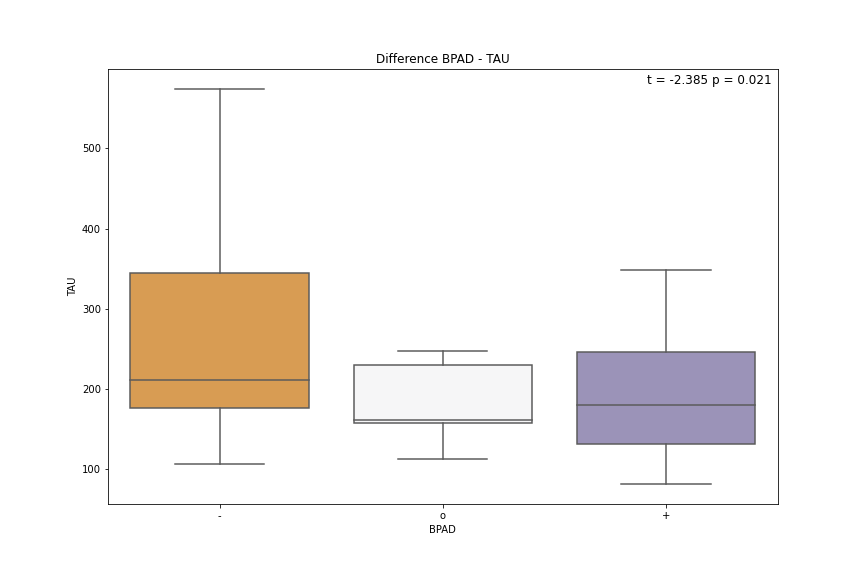 Difference BPAD - TAU
t = -2.385 p = 0.021
500
400
300
200
100
TAU
- o +
BPAD